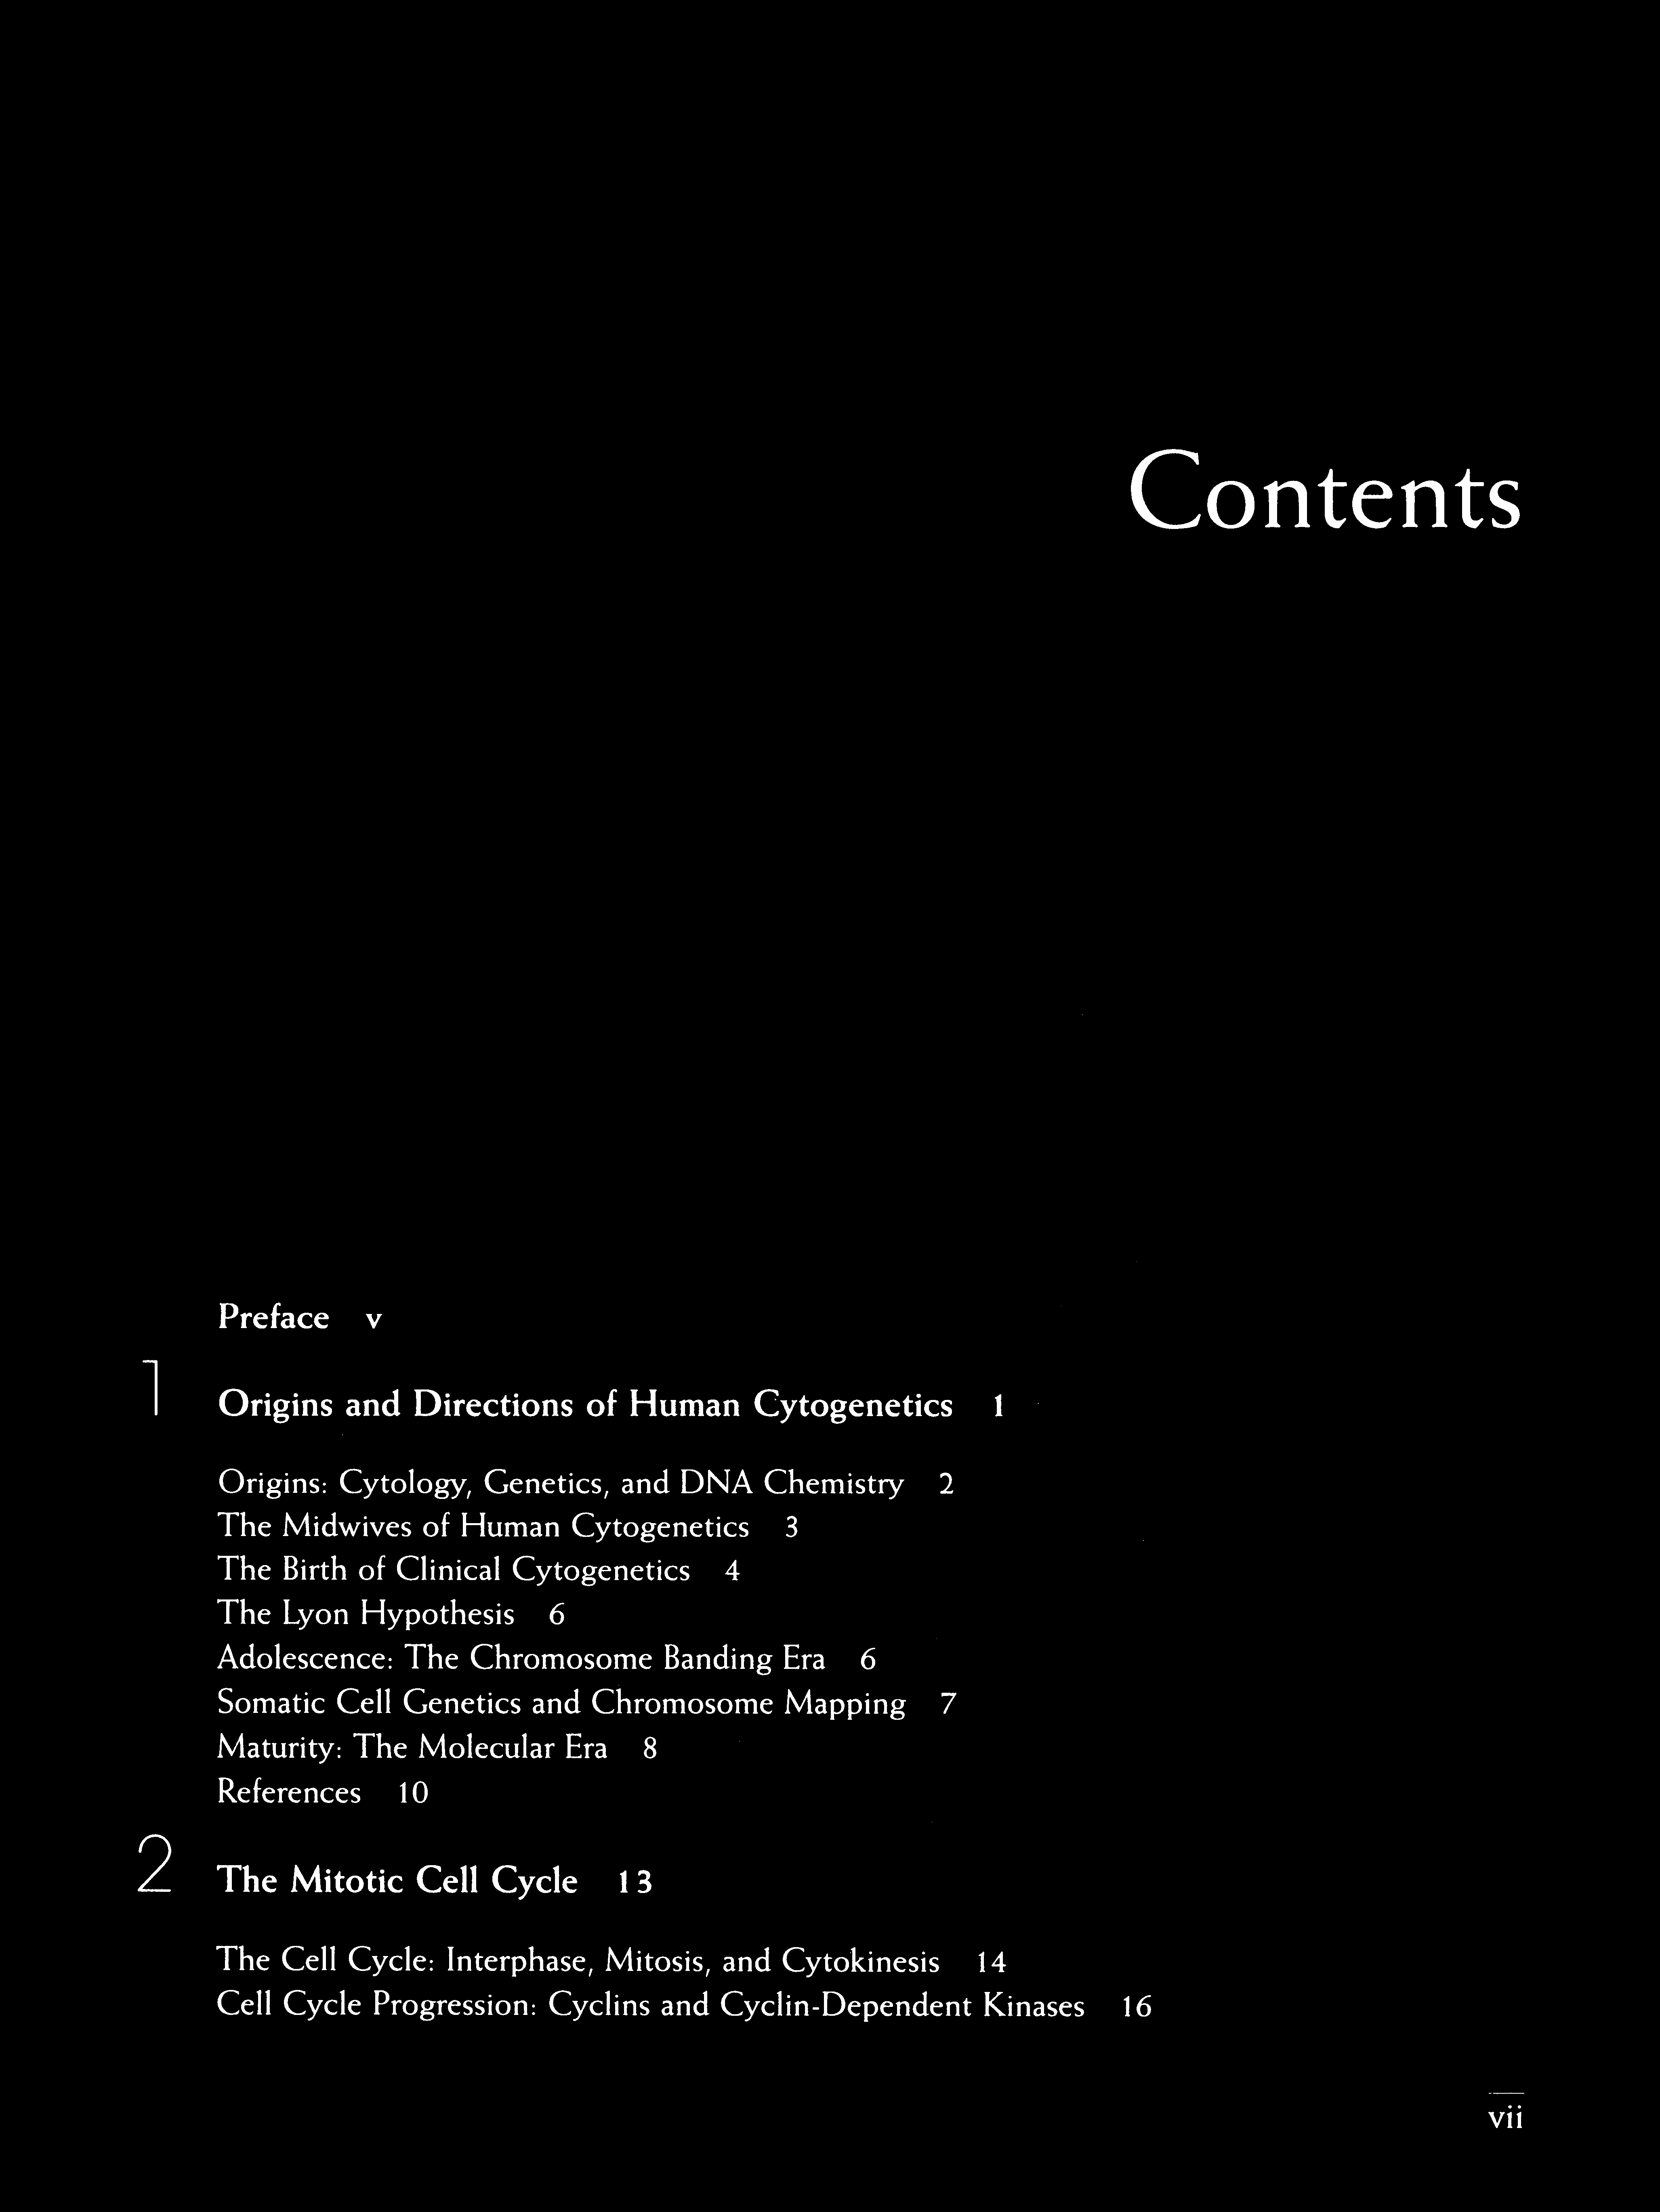 Contents
Preface v
1 Origins and Directions of Human Cytogenetics 1
Origins: Cytology, Genetics, and DNA Chemistry 2
The Midwives of Human Cytogenetics 3
The Birth of Clinical Cytogenetics 4
The Lyon Hypothesis 6
Adolescence: The Chromosome Banding Era 6
Somatic Cell Genetics and Chromosome Mapping 7
Maturity: The Molecular Era 8
References 10
2 The Mitotic Cell Cycle 13
The Cell Cycle: Interphase, Mitosis, and Cytokinesis 14
Cell Cycle Progression: Cyclins and Cyclin-Dependent Kinases 16
vii